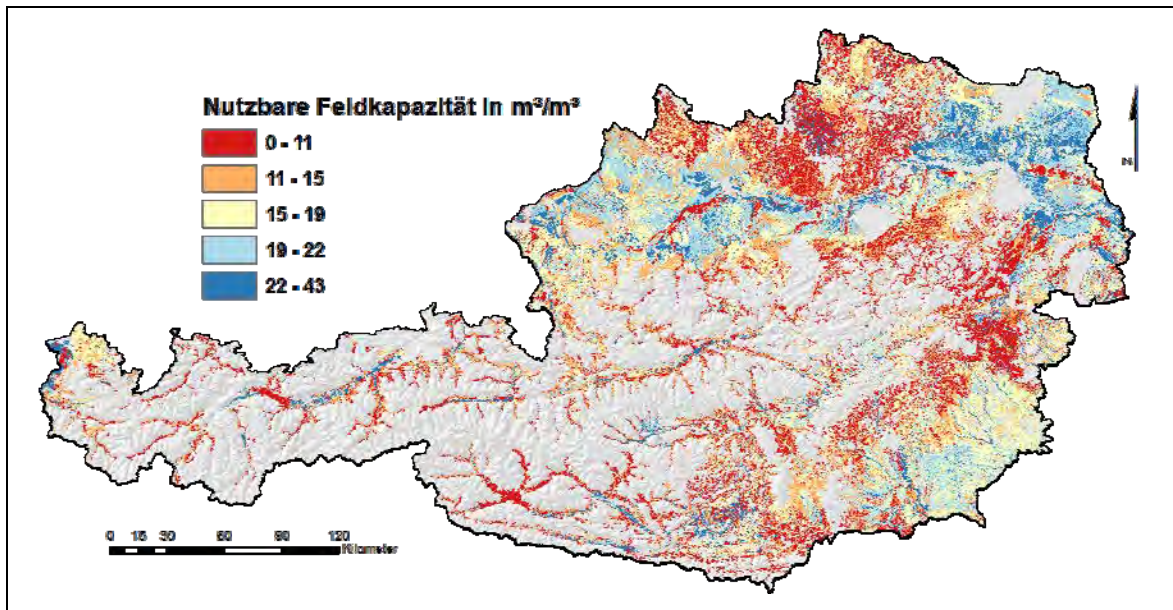 Nutzbare Feldkapazität in m³/m³
0 - 11
11 - 15
15 - 19
19 - 22
22 - 43
N
0 15 30 60 90 120
Kilometer